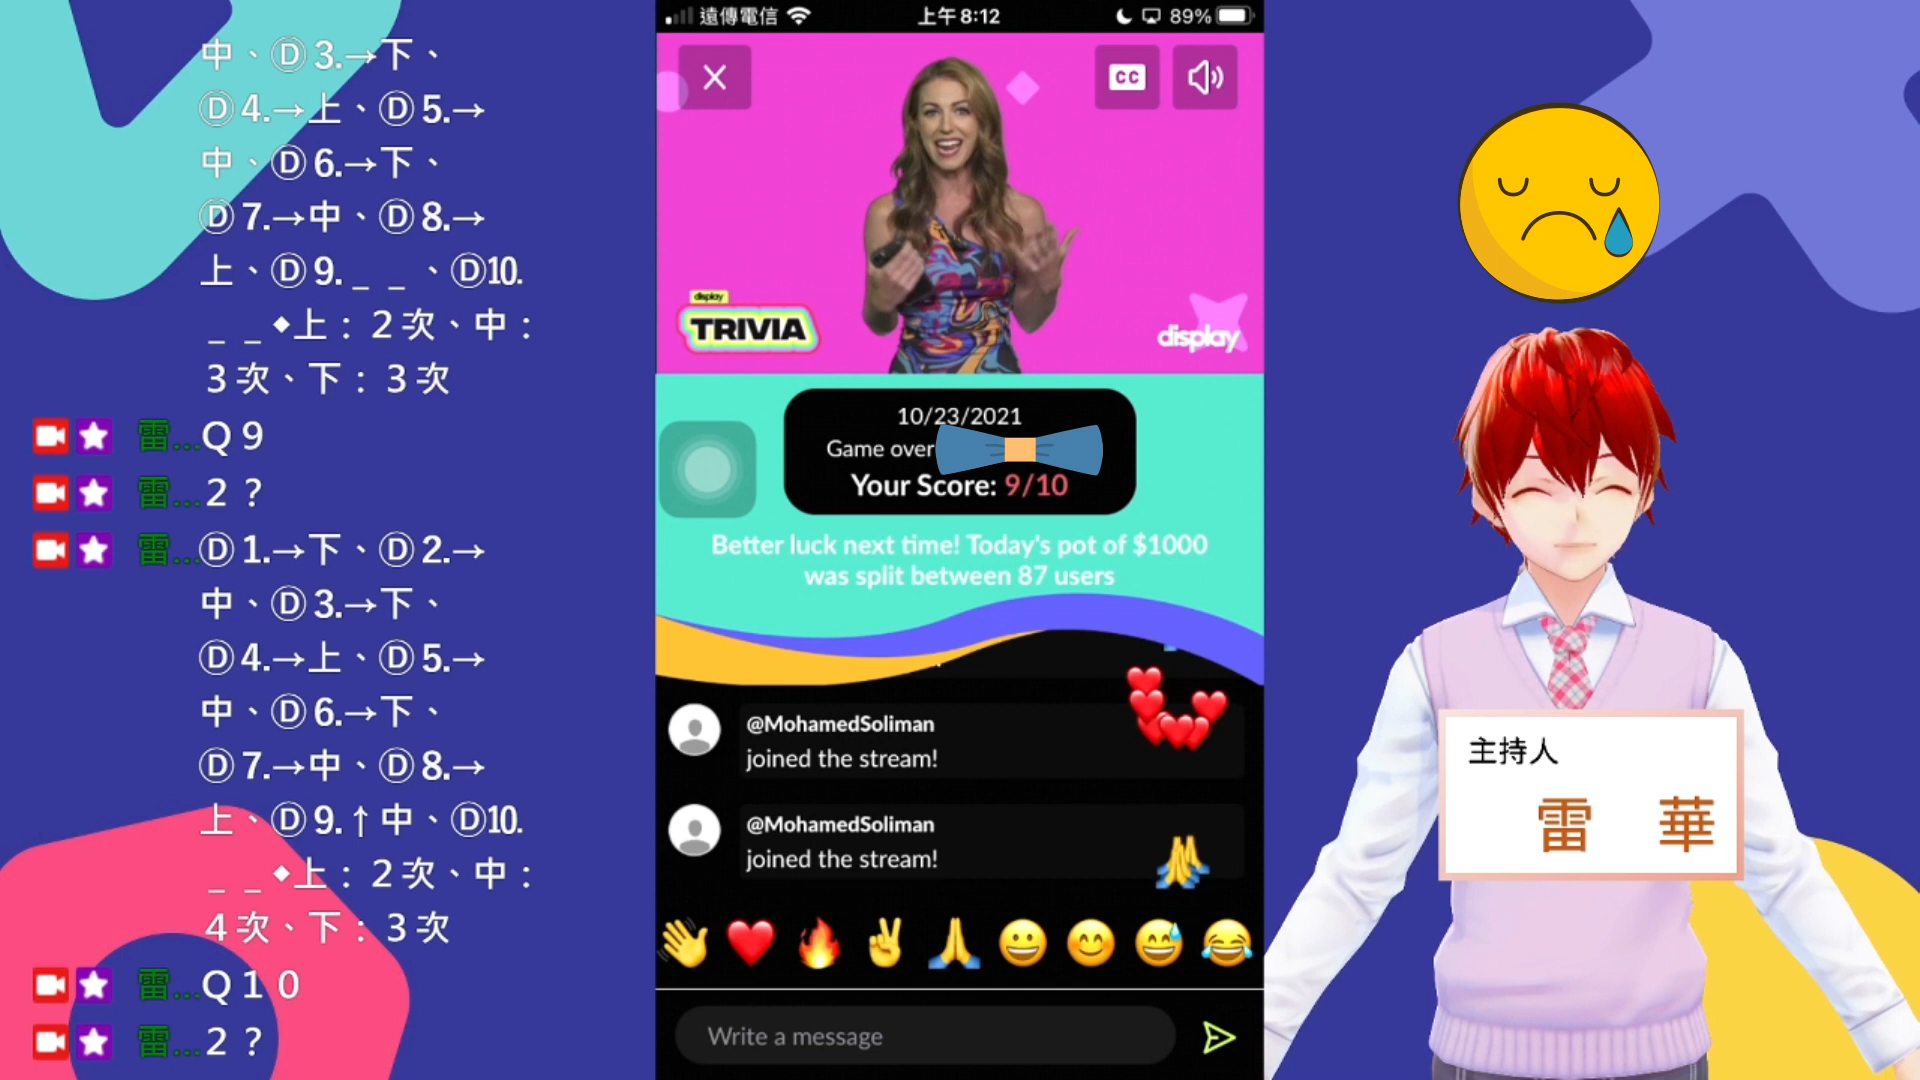 中、Ⓓ3.→下、
Ⓓ4.→上、Ⓓ5.→
中、Ⓓ6.→下、
Ⓓ7.→中、Ⓓ8.→
上、Ⓓ9._ _ 、Ⓓ10.
_ _◆上：2次、中：
3次、下：3次
雷…Q9
雷…2?
雷…Ⓓ1.→下、Ⓓ2.→
中、Ⓓ3.→下、
Ⓓ4.→上、Ⓓ5.→
中、Ⓓ6.→下、
Ⓓ7.→中、Ⓓ8.→
上、Ⓓ9.↑中、Ⓓ10.
_ _◆上：2次、中：
4次、下：3次
雷…Q10
雷…2?
遠傳電信
上午8:12
89%
CC
display
TRIVIA
display
10/23/2021
Game over
Your Score: 9/10
Better luck next time! Today's pot of $1000
was split between 87 users
@MohamedSoliman
joined the stream!
@MohamedSoliman
joined the stream!
Write a message
主持人
雷 華